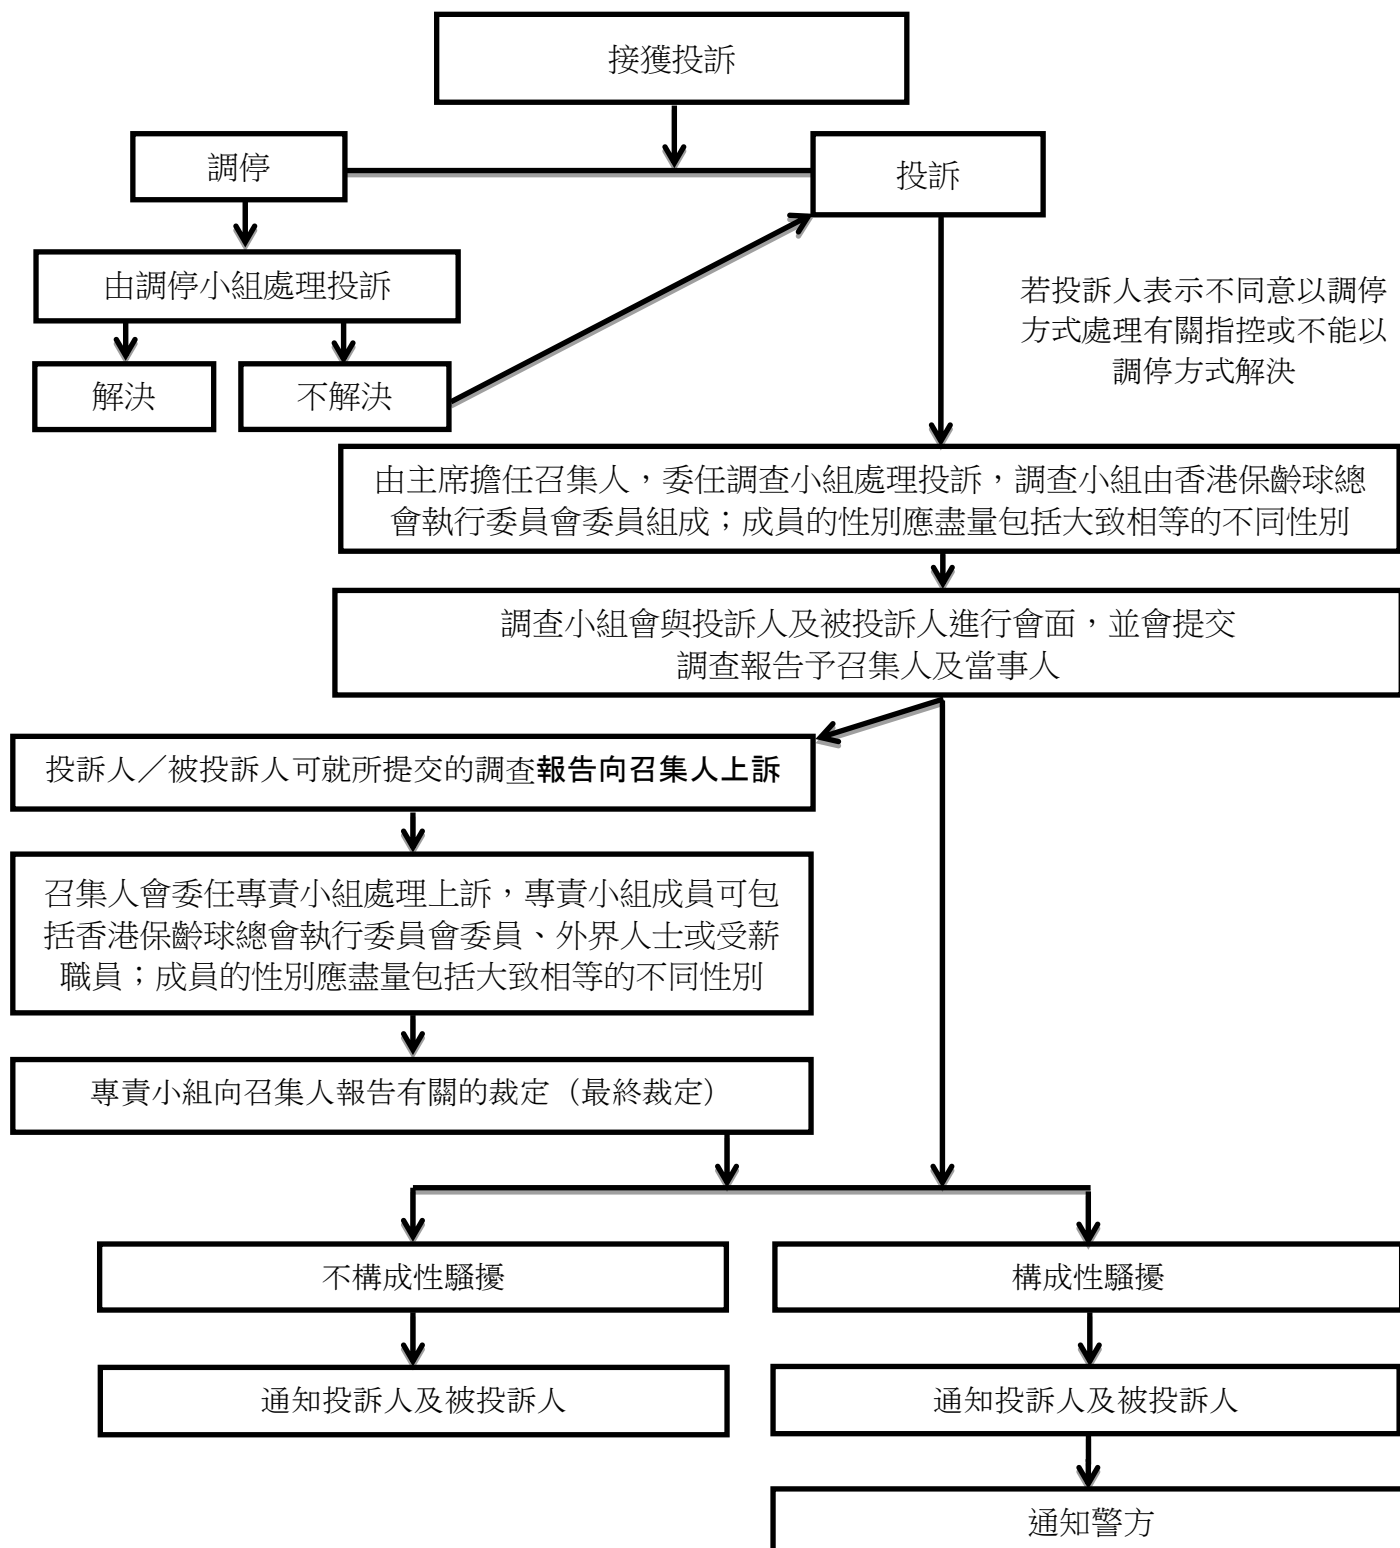 接獲投訴
調停
投訴
由調停小組處理投訴
若投訴人表示不同意以調停
方式處理有關指控或不能以
調停方式解決
解決
不解決
由主席擔任召集人，委任調查小組處理投訴，調查小組由香港保齡球總
會執行委員會委員組成；成員的性別應盡量包括大致相等的不同性別
調查小組會與投訴人及被投訴人進行會面，並會提交
調查報告予召集人及當事人
投訴人／被投訴人可就所提交的調查報告向召集人上訴
召集人會委任專責小組處理上訴，專責小組成員可包
括香港保齡球總會執行委員會委員、外界人士或受薪
職員；成員的性別應盡量包括大致相等的不同性別
專責小組向召集人報告有關的裁定（最終裁定）
不構成性騷擾
構成性騷擾
通知投訴人及被投訴人
通知投訴人及被投訴人
通知警方